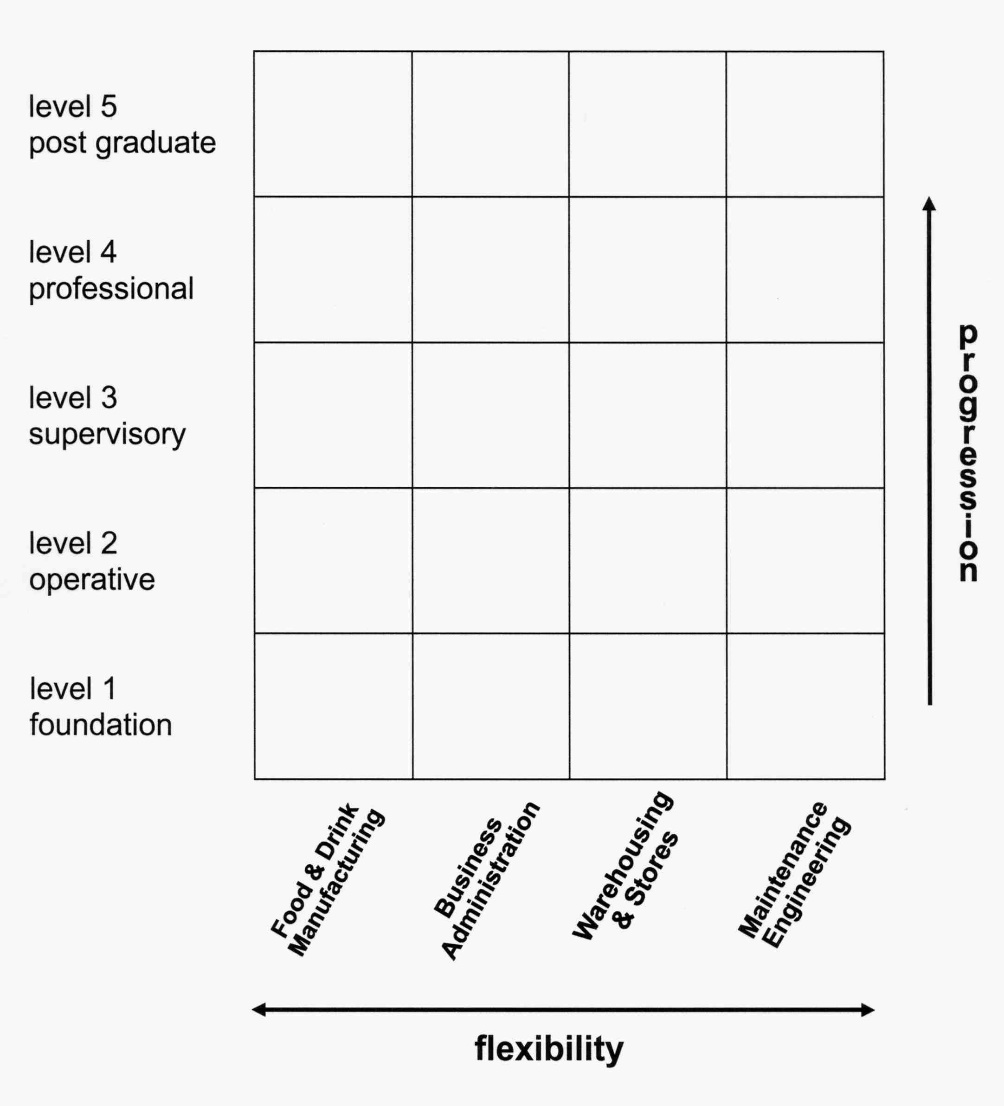 level 5
post graduate
level 4
professional
level 3
supervisory
level 2
operative
level 1
foundation
progression
Food & Drink
Manufacturing
Business
Administration
Warehousing
& Stores
Maintenance
Engineering
flexibility